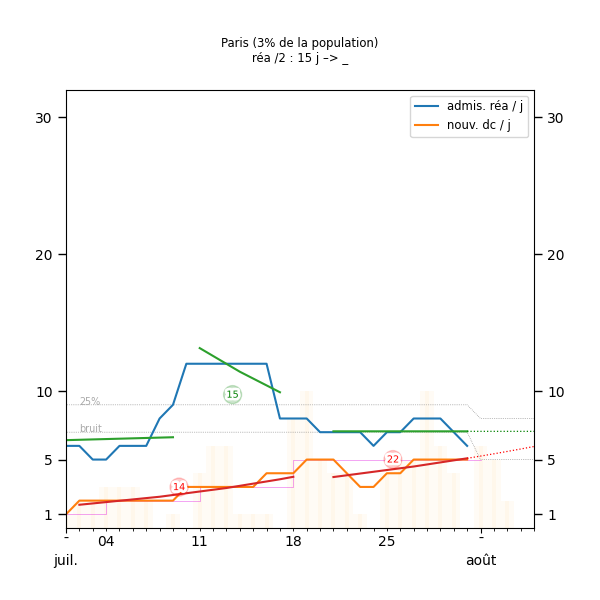 Paris (3% de la population)
réa /2 : 15 j –> _
admis. réa / j
nouv. dc / j
30
30
20
20
10
10
25%
15
bruit
5
5
22
14
1
1
- 04 11 18 25 -
juil. août